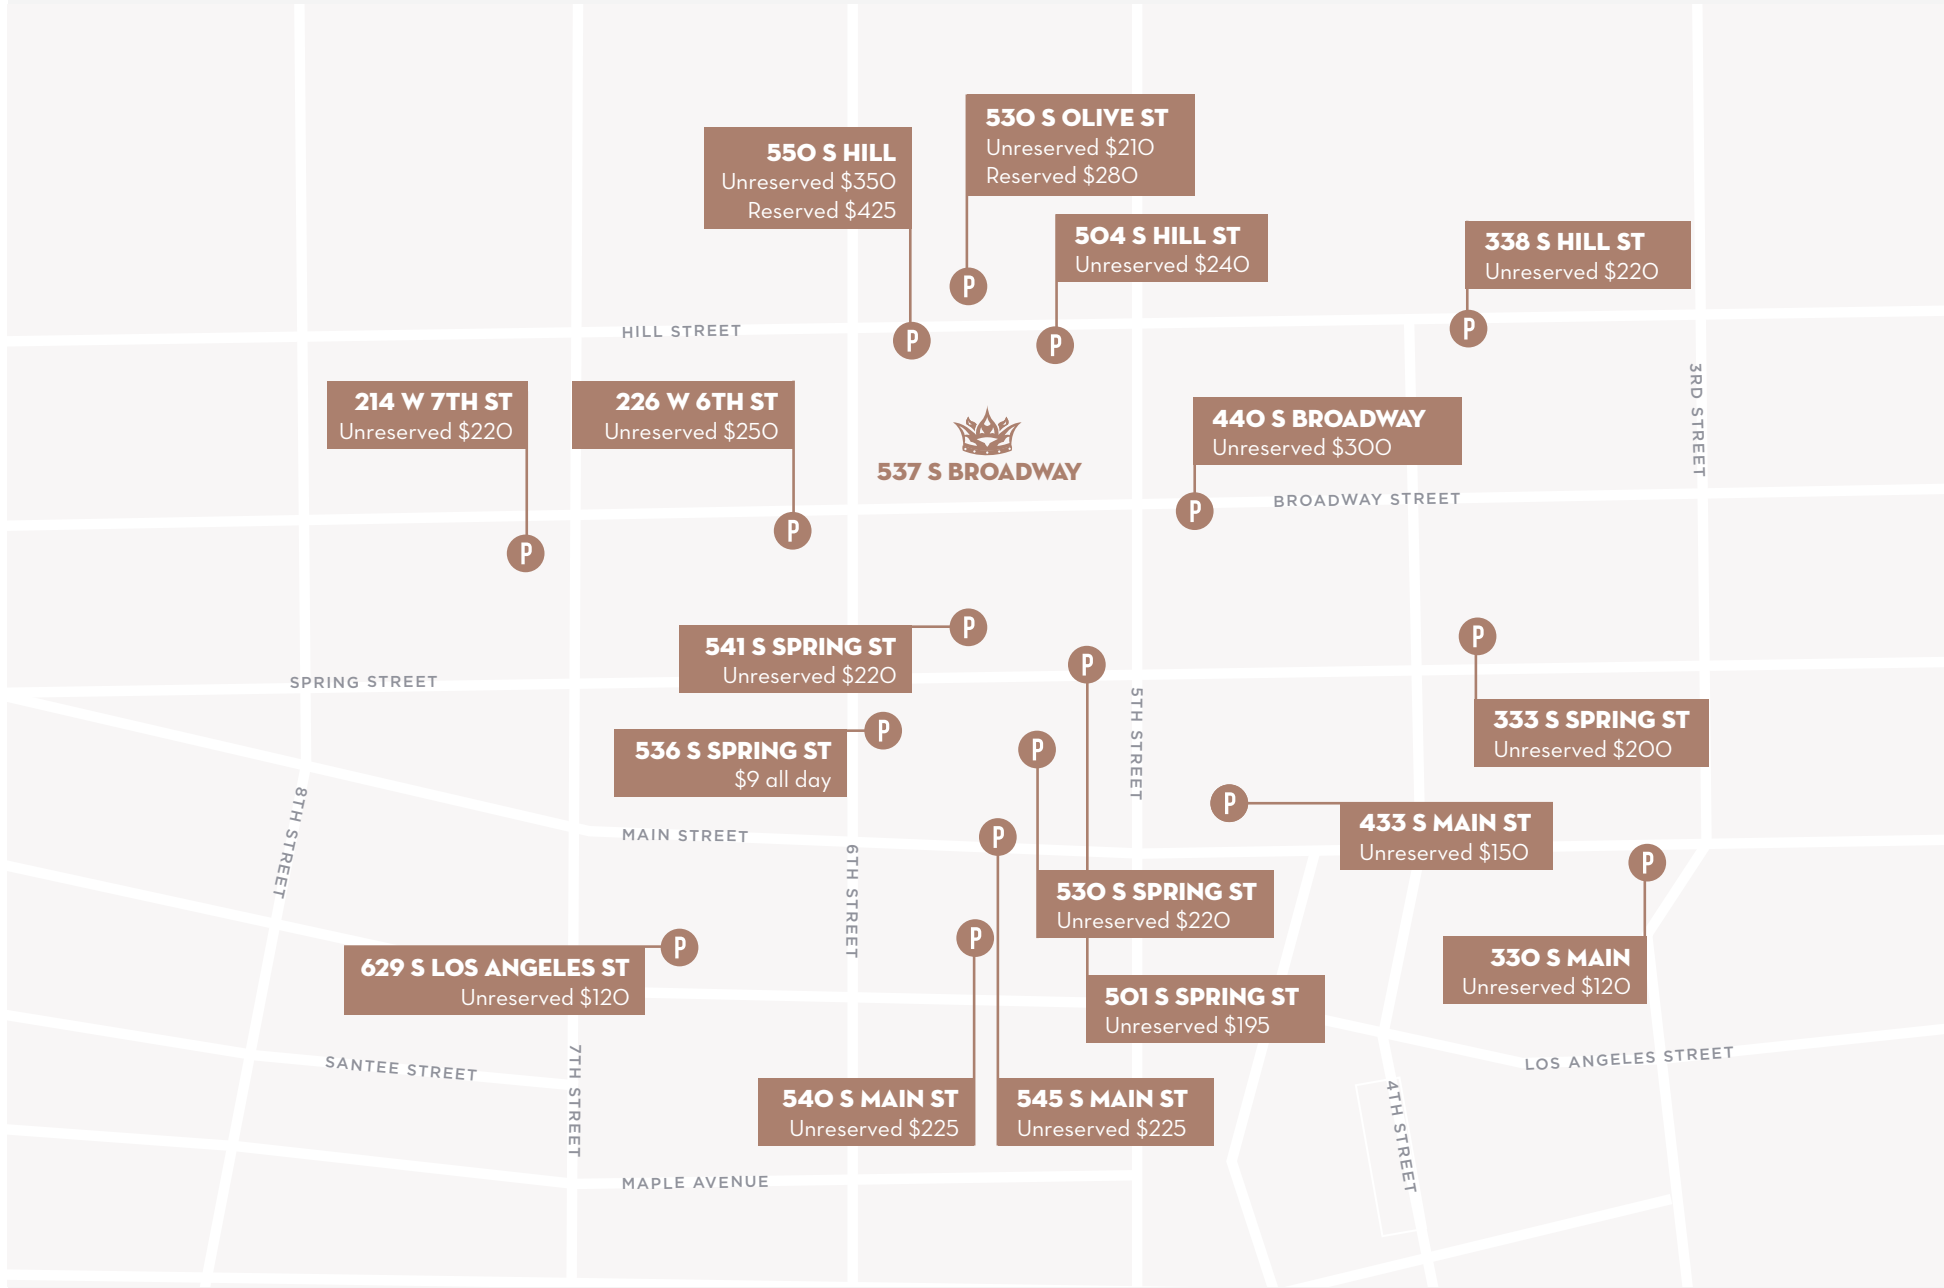 530 S OLIVE ST
Unreserved $210
Reserved $280
550 S HILL
Unreserved $350
Reserved $425
504 S HILL ST
Unreserved $240
338 S HILL ST
Unreserved $220
P
P
P
P
HILL STREET
3RD STREET
214 W 7TH ST
Unreserved $220
226 W 6TH ST
Unreserved $250
537 S BROADWAY
440 S BROADWAY
Unreserved $300
BROADWAY STREET
P
P
P
541 S SPRING ST
Unreserved $220
P
P
P
SPRING STREET
5TH STREET
333 S SPRING ST
Unreserved $200
536 S SPRING ST
$9 all day
P
P
8TH STREET
MAIN STREET
P
433 S MAIN ST
Unreserved $150
P
P
6TH STREET
530 S SPRING ST
Unreserved $220
629 S LOS ANGELES ST
Unreserved $120
P
P
330 S MAIN
Unreserved $120
501 S SPRING ST
Unreserved $195
SANTEE STREET
7TH STREET
LOS ANGELES STREET
540 S MAIN ST
Unreserved $225
545 S MAIN ST
Unreserved $225
4TH STREET
MAPLE AVENUE